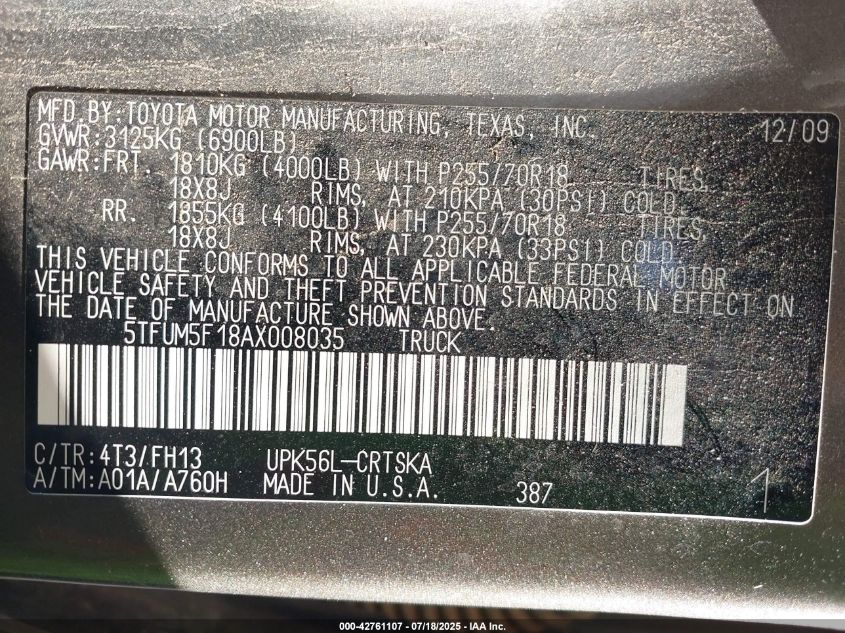 MFD.BY:TOYOTA MOTOR MANUFACTURING, TEXAS, INC. 12/09
GVWR:3125KG (6900LB)
GAWR:FRT. 1810KG (4000LB) WITH P255/70R18 TIRES,
18X8J RIMS, AT 210KPA (30PSI) COLD.
RR. 1855KG (4100LB) WITH P255/70R18 TIRES,
18X8J RIMS, AT 230KPA (33PSI) COLD.
THIS VEHICLE CONFORMS TO ALL APPLICABLE FEDERAL MOTOR
VEHICLE SAFETY AND THEFT PREVENTION STANDARDS IN EFFECT ON
THE DATE OF MANUFACTURE SHOWN ABOVE.
5TFUM5F18AX008035 TRUCK
C/TR:4T3/FH13 UPK56L-CRTSKA
A/TM:A01A/A760H MADE IN U.S.A. 387 1
000-42761107 - 07/18/2025 - IAA Inc.